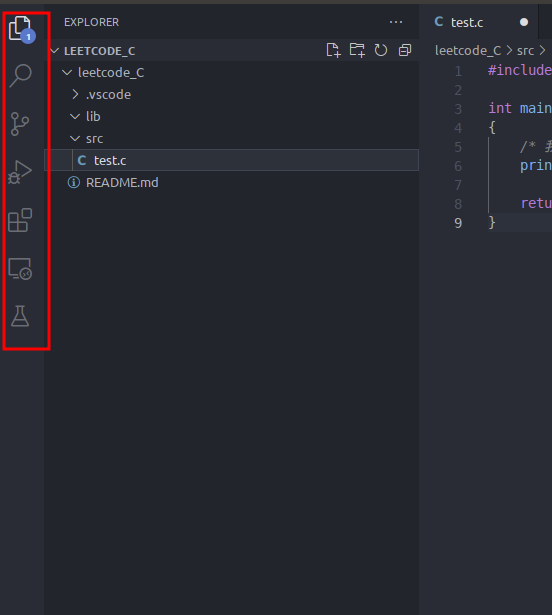 EXPLORER
LEETCODE_C
leetcode_C
.vscode
lib
src
C test.c
README.md
1
C test.c
leetcode_C > src >
1 #include
2
3 int main
4 {
5 /*
6 prin
7
8 retu
9 }